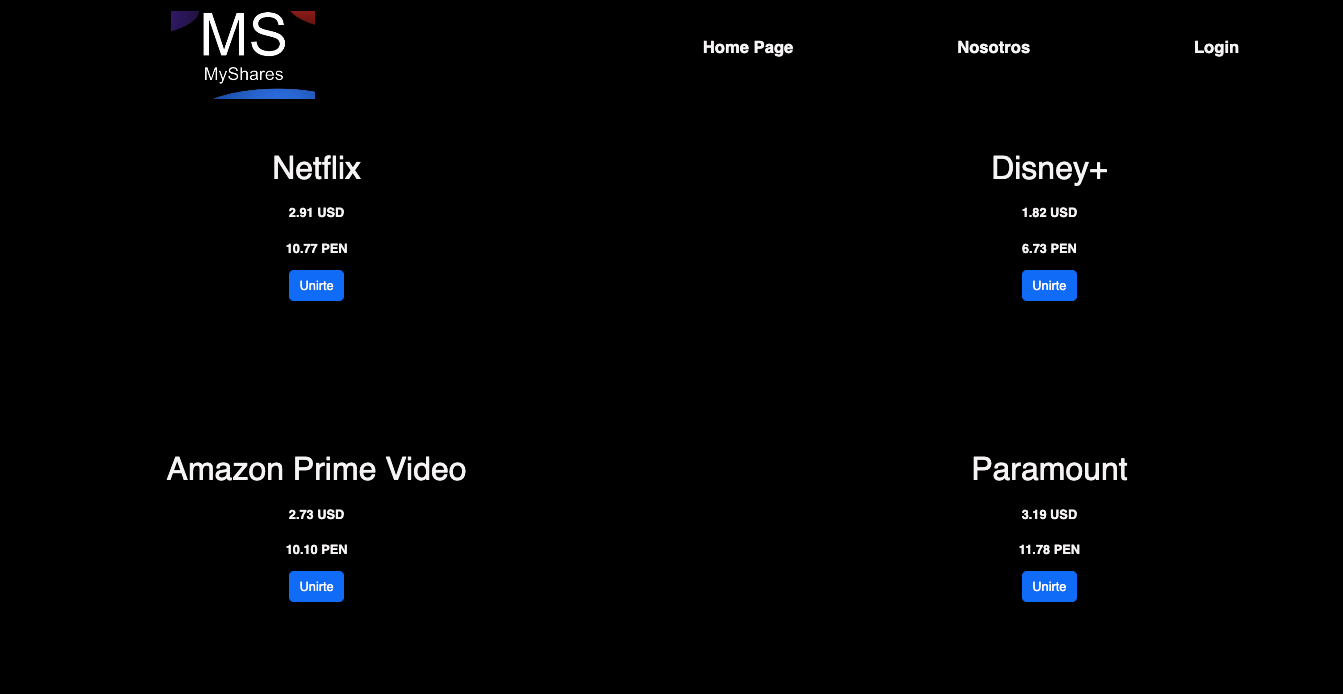 MS
MyShares
Home Page
Nosotros
Login
Netflix
2.91 USD
10.77 PEN
Unirte
Disney+
1.82 USD
6.73 PEN
Unirte
Amazon Prime Video
2.73 USD
10.10 PEN
Unirte
Paramount
3.19 USD
11.78 PEN
Unirte